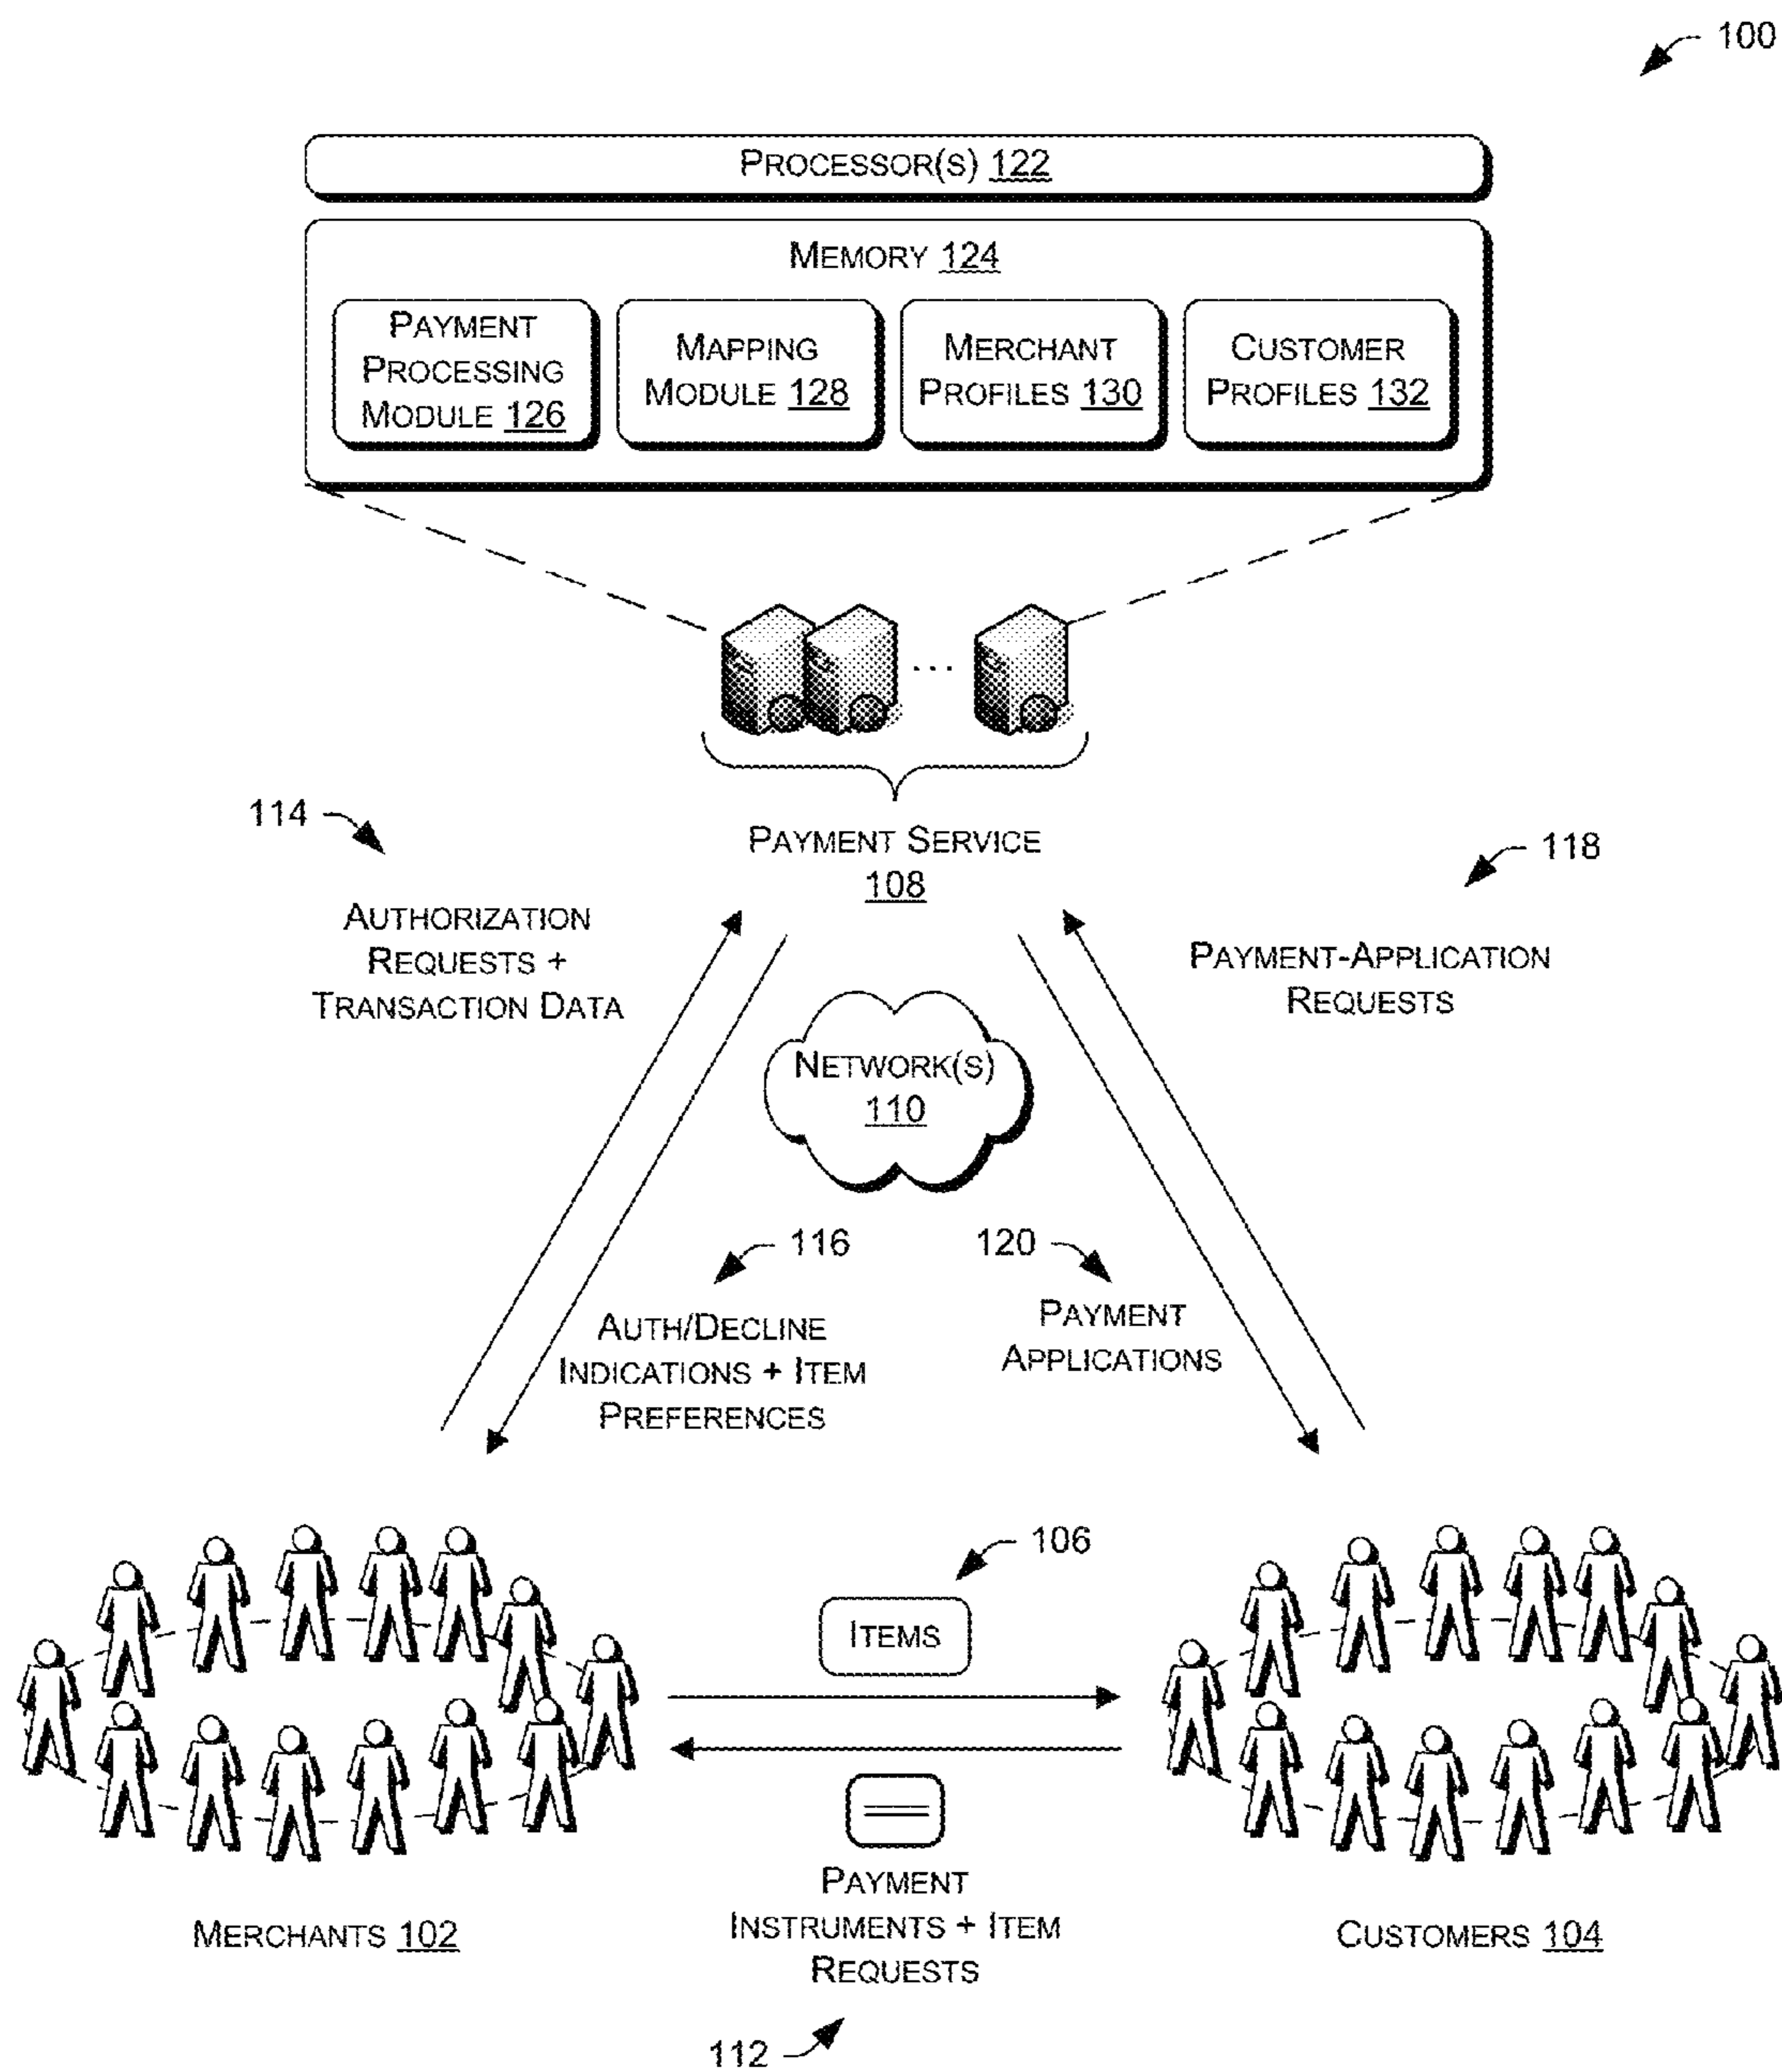 100
PROCESSOR(S) 122
MEMORY 124
PAYMENT
PROCESSING
MODULE 126
MAPPING
MODULE 128
MERCHANT
PROFILES 130
CUSTOMER
PROFILES 132
...
PAYMENT SERVICE
108
114
AUTHORIZATION
REQUESTS +
TRANSACTION DATA
118
PAYMENT-APPLICATION
REQUESTS
NETWORK(S)
110
116
AUTH/DECLINE
INDICATIONS + ITEM
PREFERENCES
120
PAYMENT
APPLICATIONS
106
ITEMS
PAYMENT
INSTRUMENTS + ITEM
REQUESTS
112
MERCHANTS 102
CUSTOMERS 104